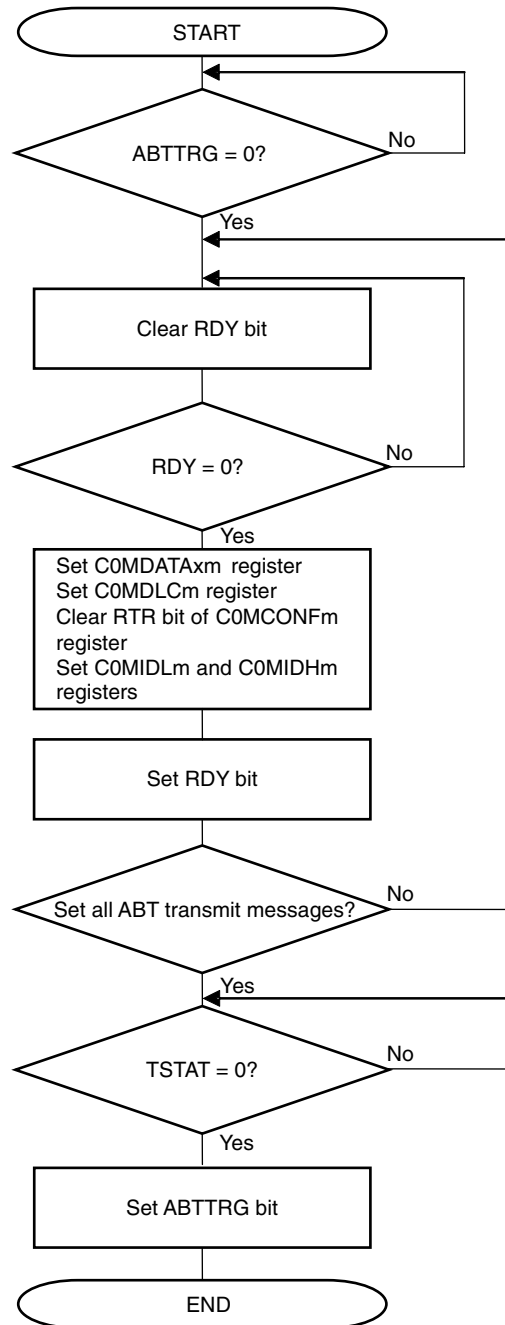 START
ABTTRG = 0?
No
Yes
Clear RDY bit
RDY = 0?
No
Yes
Set C0MDATAxm register
Set C0MDLCm register
Clear RTR bit of C0MCONFm
register
Set C0MIDLm and C0MIDHm
registers
Set RDY bit
Set all ABT transmit messages?
No
Yes
TSTAT = 0?
No
Yes
Set ABTTRG bit
END